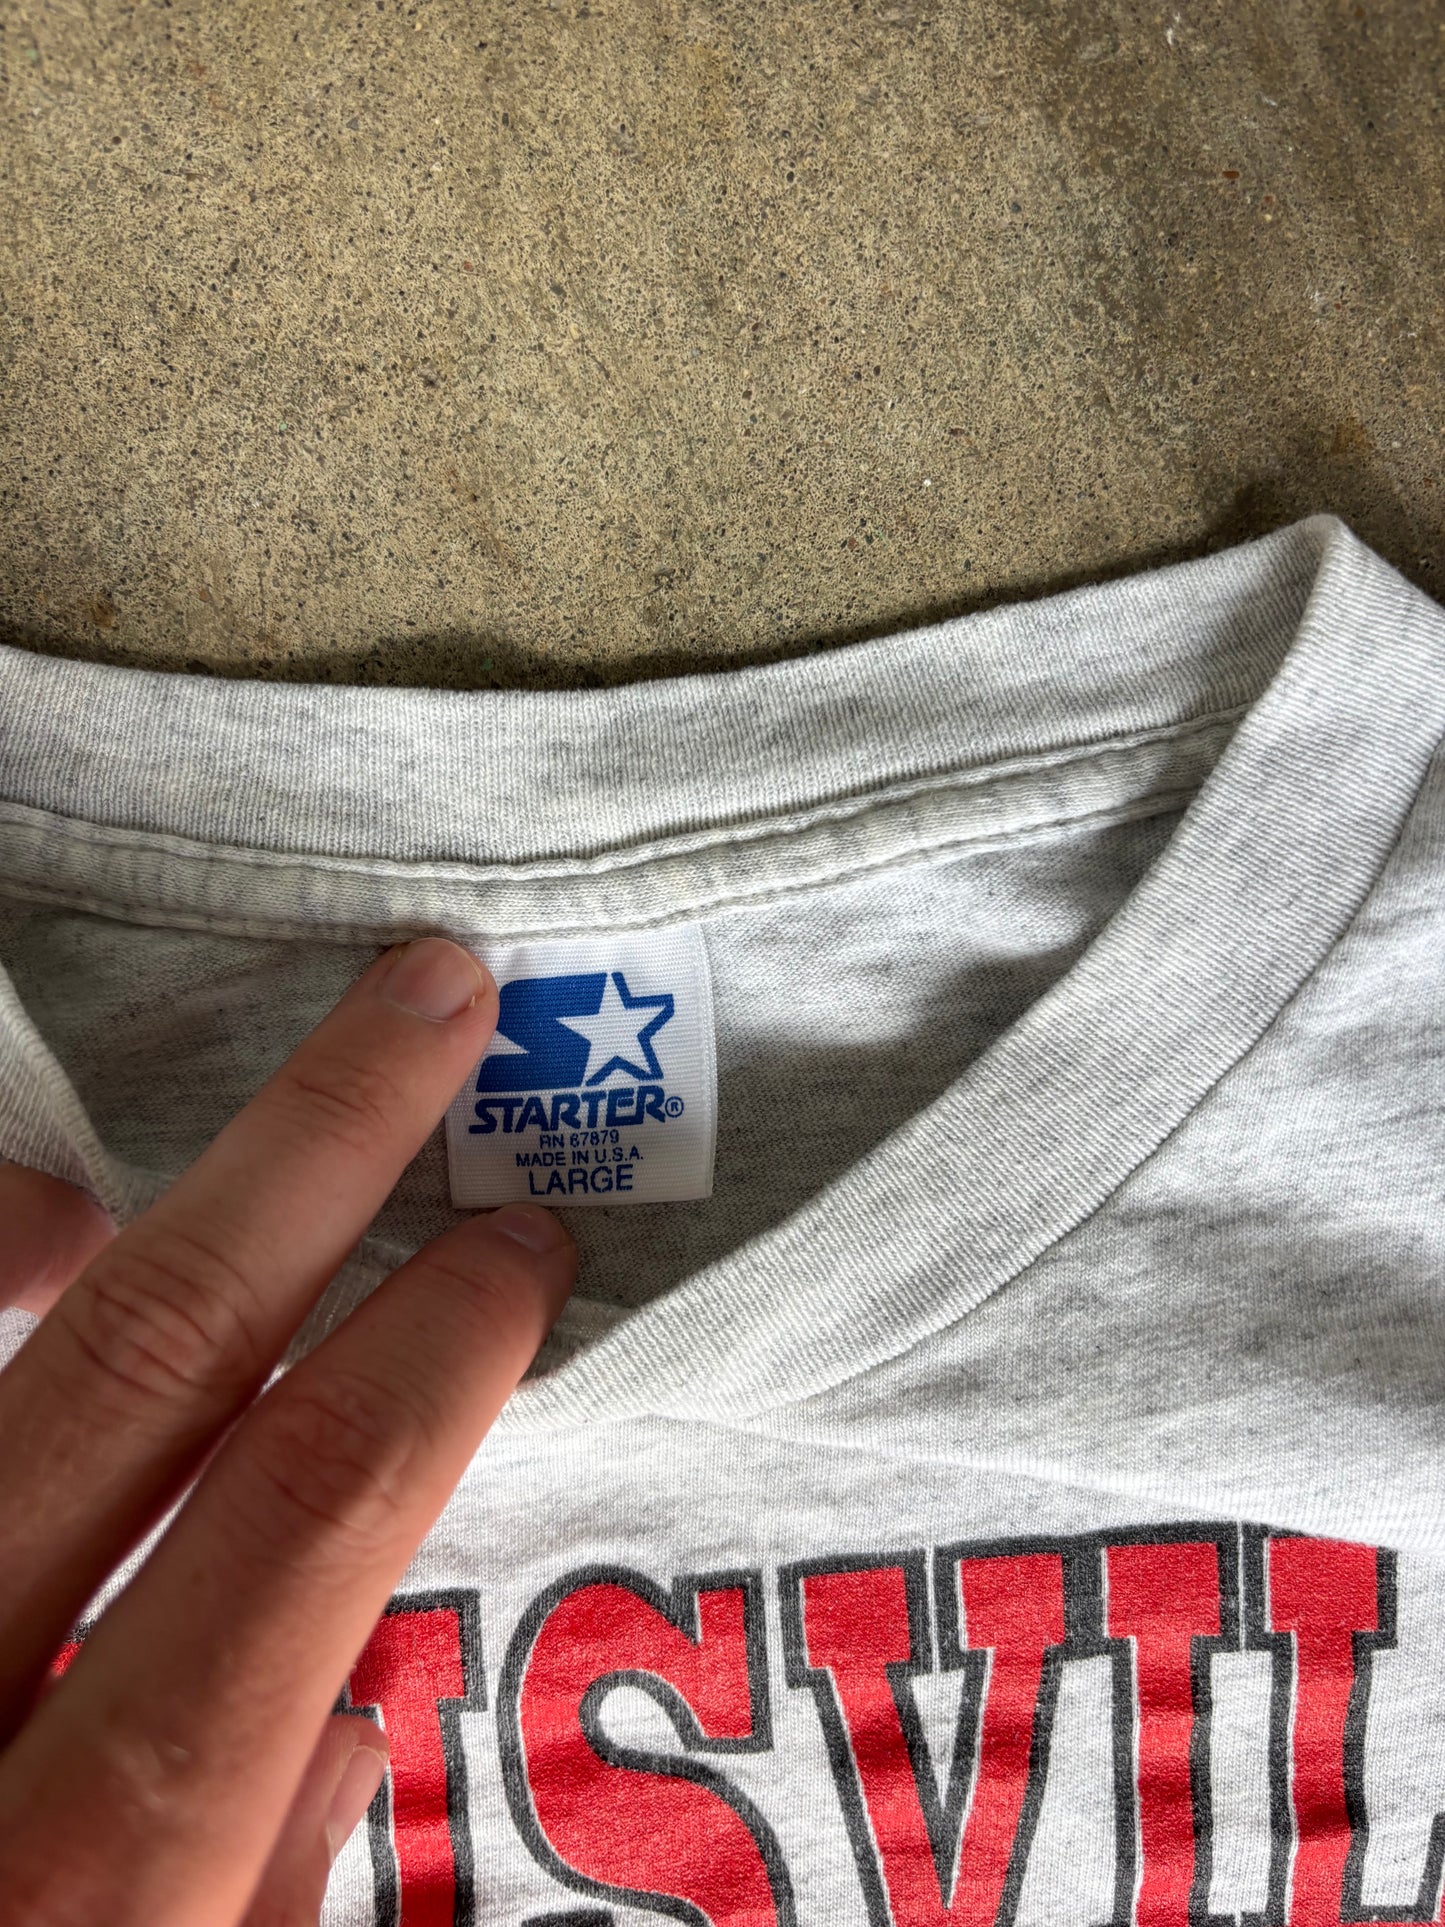 STARTER®
RN 67879
MADE IN U.S.A.
LARGE
ISVIL